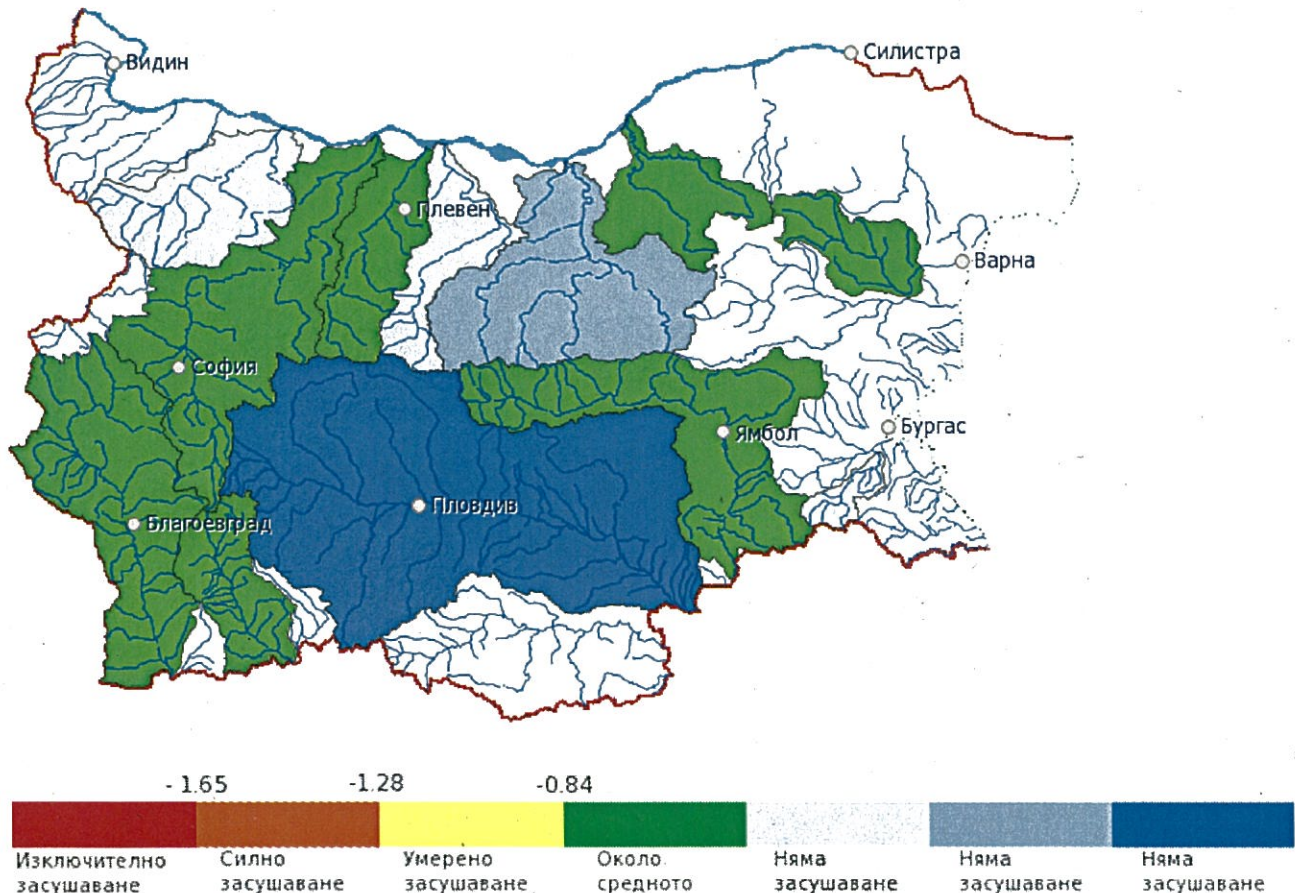 Видин
Силистра
Плевен
Варна
София
Ямбол
Бургас
Пловдив
Благоевград
- 1.65 -1.28 -0.84
Изключително Силно Умерено Около Няма Няма Няма
засушаване засушаване засушаване средното засушаване засушаване засушаване